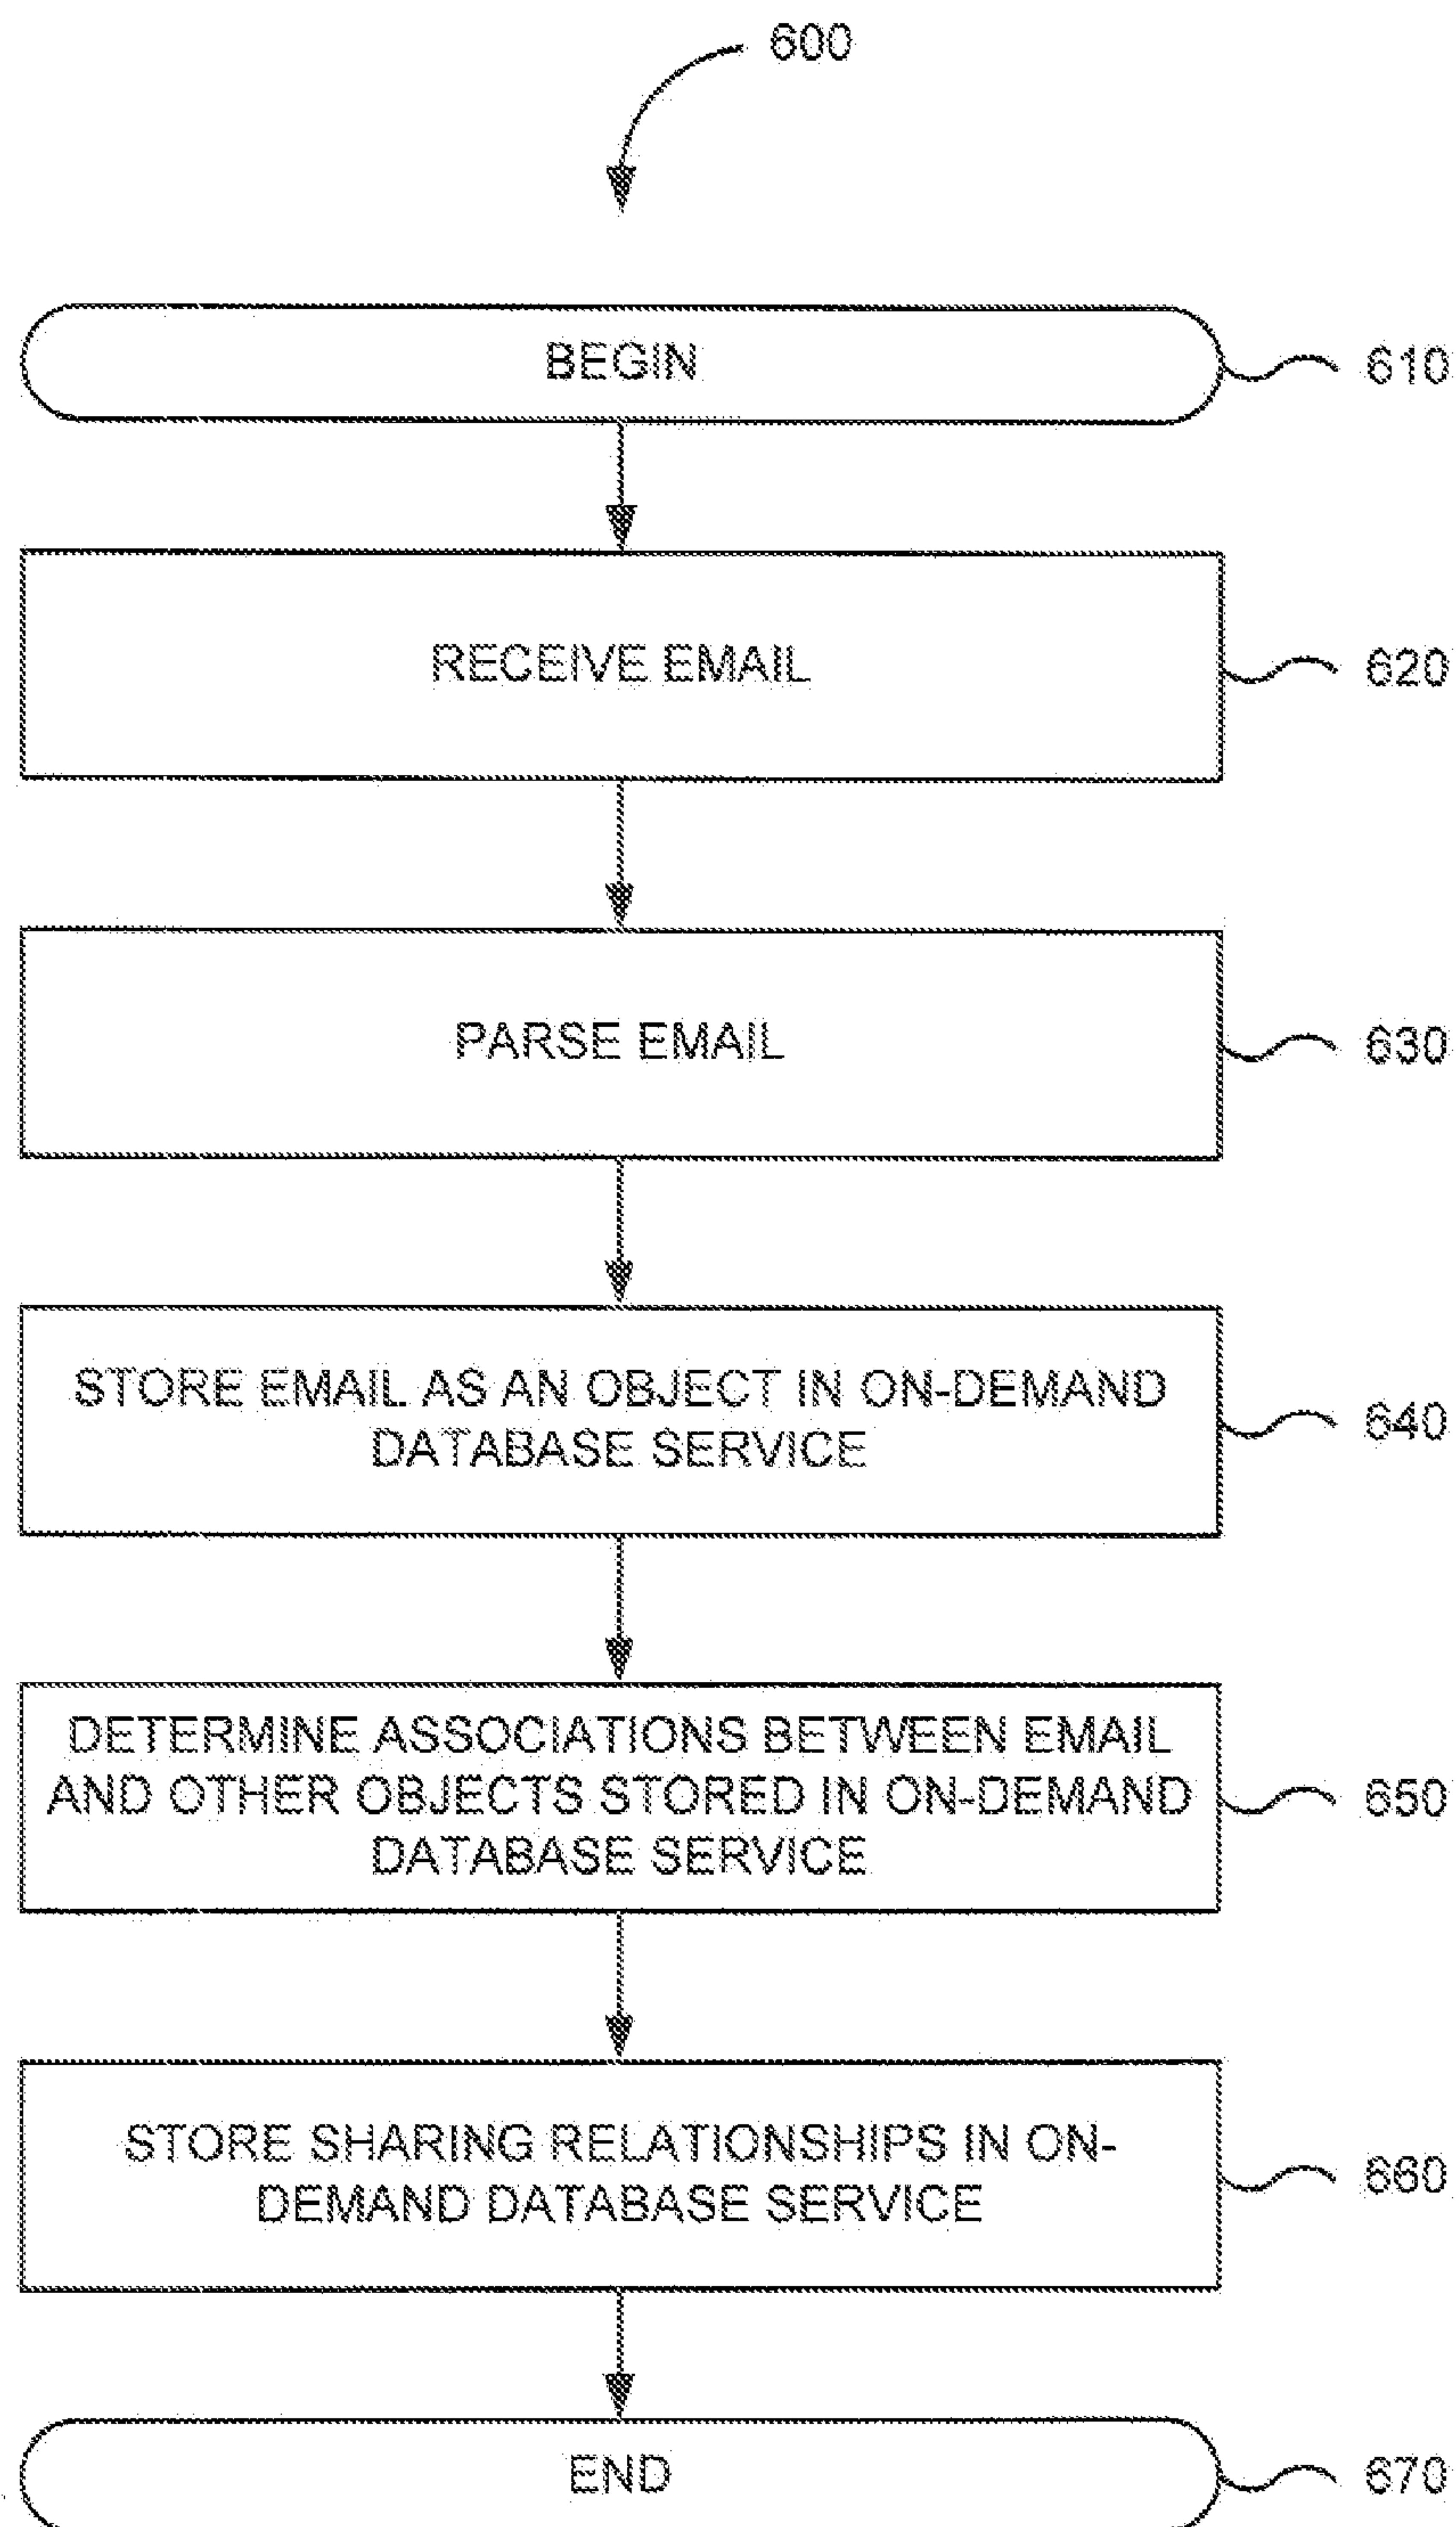 600
BEGIN
610
RECEIVE EMAIL
620
PARSE EMAIL
630
STORE EMAIL AS AN OBJECT IN ON-DEMAND
DATABASE SERVICE
640
DETERMINE ASSOCIATIONS BETWEEN EMAIL
AND OTHER OBJECTS STORED IN ON-DEMAND
DATABASE SERVICE
650
STORE SHARING RELATIONSHIPS IN ON-
DEMAND DATABASE SERVICE
660
END
670